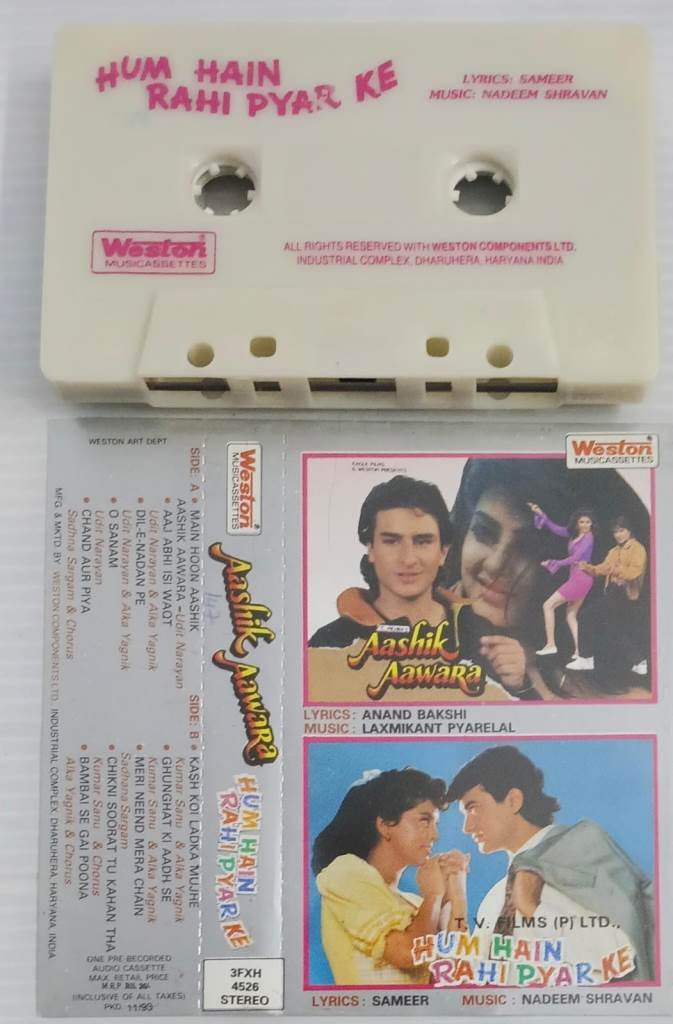 HUM HAIN
RAHI PYAR KE
LYRICS: SAMEER
MUSIC: NADEEM SHRAVAN
Weston
MUSICASSETTES
ALL RIGHTS RESERVED WITH WESTON COMPONENTS LTD.
INDUSTRIAL COMPLEX, DHARUHERA, HARYANA INDIA
WESTON ART DEPT
SIDE: A • MAIN HOON AASHIK
AASHIK AAWARA - Udit Narayan
• AAJ ABHI ISI WAQT
Udit Narayan & Alka Yagnik
• DIL-E-NADAN PE
Udit Narayan & Alka Yagnik
• O SANAM
Udit Narayan
• CHAND AUR PIYA
Sadhna Sargam & Chorus
SIDE: B • KASH KOI LADKA MUJHE
Kumar Sanu & Alka Yagnik
• GHUNGHAT KI AADH SE
Kumar Sanu & Alka Yagnik
• MERI NEEND MERA CHAIN
Sadhana Sargam
• CHIKNI SOORAT TU KAHAN THA
Kumar Sanu & Chorus
• BAMBAI SE GAI POONA
Alka Yagnik & Chorus
MFG & MKTD BY WESTON COMPONENTS LTD., INDUSTRIAL COMPLEX, DHARUHERA, HARYANA, INDIA
ONE PRE-RECORDED
AUDIO CASSETTE
MAX. RETAIL PRICE
(INCLUSIVE OF ALL TAXES)
PKD. 11/93
Weston
MUSICASSETTES
Aashik Aawara
HUM HAIN
RAHI PYAR KE
3FXH
4526
STEREO
Weston
MUSICASSETTES
EAGLE FILMS
& WESTON PRESENTS
Aashik
Aawara
LYRICS: ANAND BAKSHI
MUSIC: LAXMIKANT PYARELAL
T. V. FILMS (P) LTD.,
HUM HAIN
RAHI PYAR KE
LYRICS: SAMEER MUSIC: NADEEM SHRAVAN